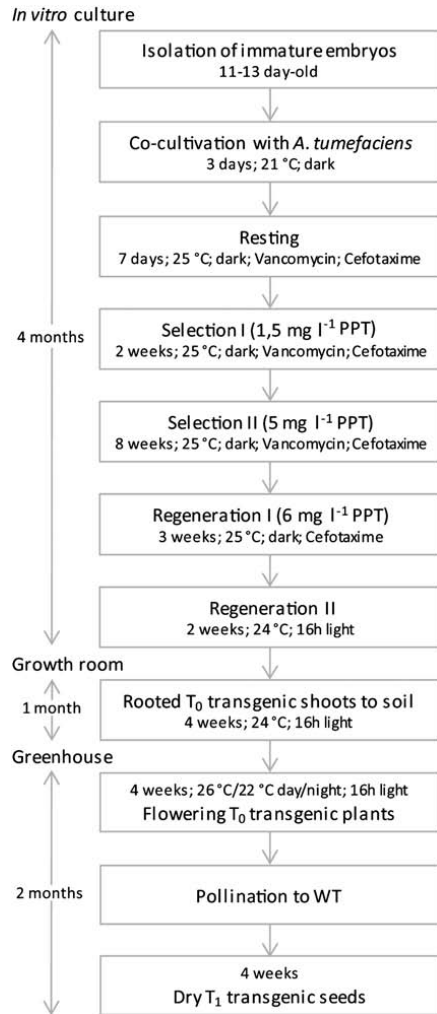 In vitro culture
Isolation of immature embryos
11-13 day-old
Co-cultivation with A. tumefaciens
3 days; 21 °C; dark
Resting
7 days; 25 °C; dark; Vancomycin; Cefotaxime
4 months
Selection I (1,5 mg l⁻¹ PPT)
2 weeks; 25°C; dark; Vancomycin; Cefotaxime
Selection II (5 mg l⁻¹ PPT)
8 weeks; 25°C; dark; Vancomycin; Cefotaxime
Regeneration I (6 mg l⁻¹ PPT)
3 weeks; 25°C; dark; Cefotaxime
Regeneration II
2 weeks; 24 °C; 16h light
Growth room
1 month
Rooted T₀ transgenic shoots to soil
4 weeks; 24 °C; 16h light
Greenhouse
4 weeks; 26 °C/22 °C day/night; 16h light
Flowering T₀ transgenic plants
2 months
Pollination to WT
4 weeks
Dry T₁ transgenic seeds